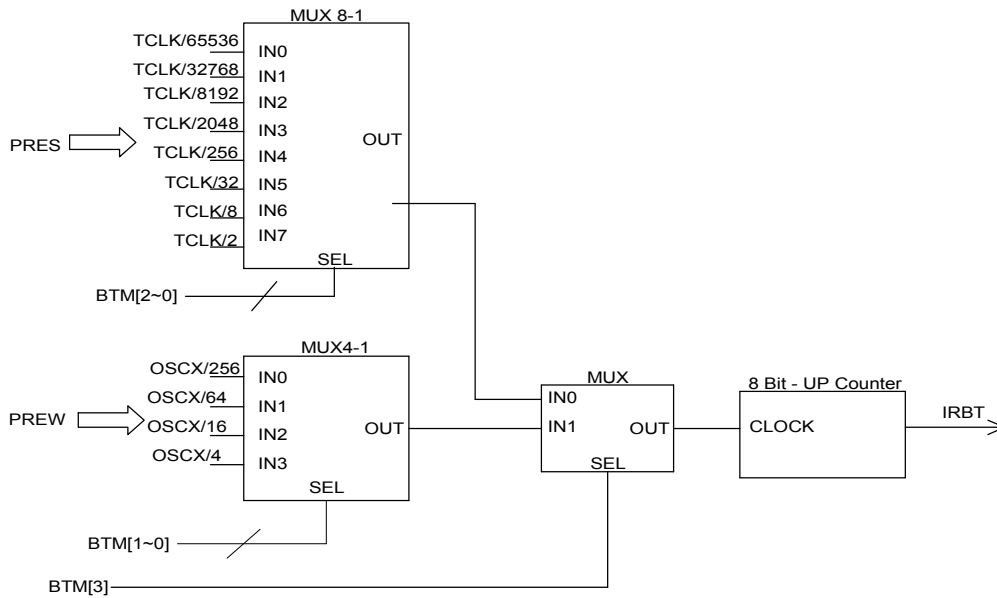 MUX 8-1
TCLK/65536
IN0
TCLK/32768
IN1
TCLK/8192
IN2
TCLK/2048
IN3
OUT
PRES
TCLK/256
IN4
TCLK/32
IN5
TCLK/8
IN6
TCLK/2
IN7
SEL
BTM[2~0]
MUX4-1
OSCX/256
IN0
OSCX/64
IN1
PREW
OSCX/16
IN2
OUT
OSCX/4
IN3
SEL
BTM[1~0]
MUX
IN0
IN1
OUT
SEL
8 Bit - UP Counter
CLOCK
IRBT
BTM[3]